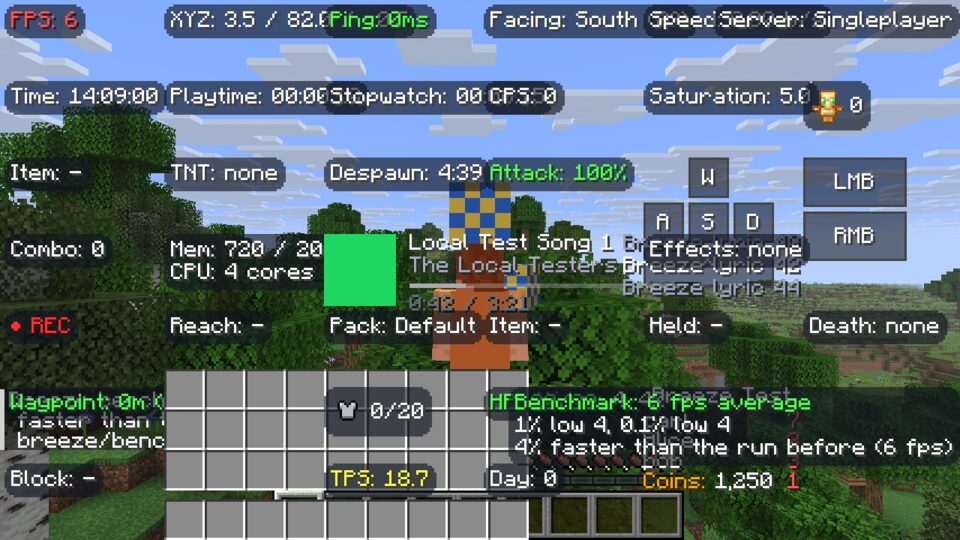 FPS: 6
XYZ: 3.5 / 82.
Ping: 0ms
Facing: South
Speed
Server: Singleplayer
Time: 14:09:00
Playtime: 00:00
Stopwatch: 00
CPS: 0
Saturation: 5.0
0
Item: -
TNT: none
Despawn: 4:39
Attack: 100%
W
LMB
A S D
RMB
Combo: 0
Mem: 720 / 20
CPU: 4 cores
Local Test Song 1
The Local Testers
0:42 / 3:21
Effects: none
Breeze lyric 42
Breeze lyric 44
REC
Reach: -
Pack: Default
Item: -
Held: -
Death: none
Waypoint: 0m
faster than
breeze/benc
0/20
Breeze Test
Benchmark: 6 fps average
1% low 4, 0.1% low 4
4% faster than the run before (6 fps)
Block: -
TPS: 18.7
Day: 0
Coins: 1,250
1